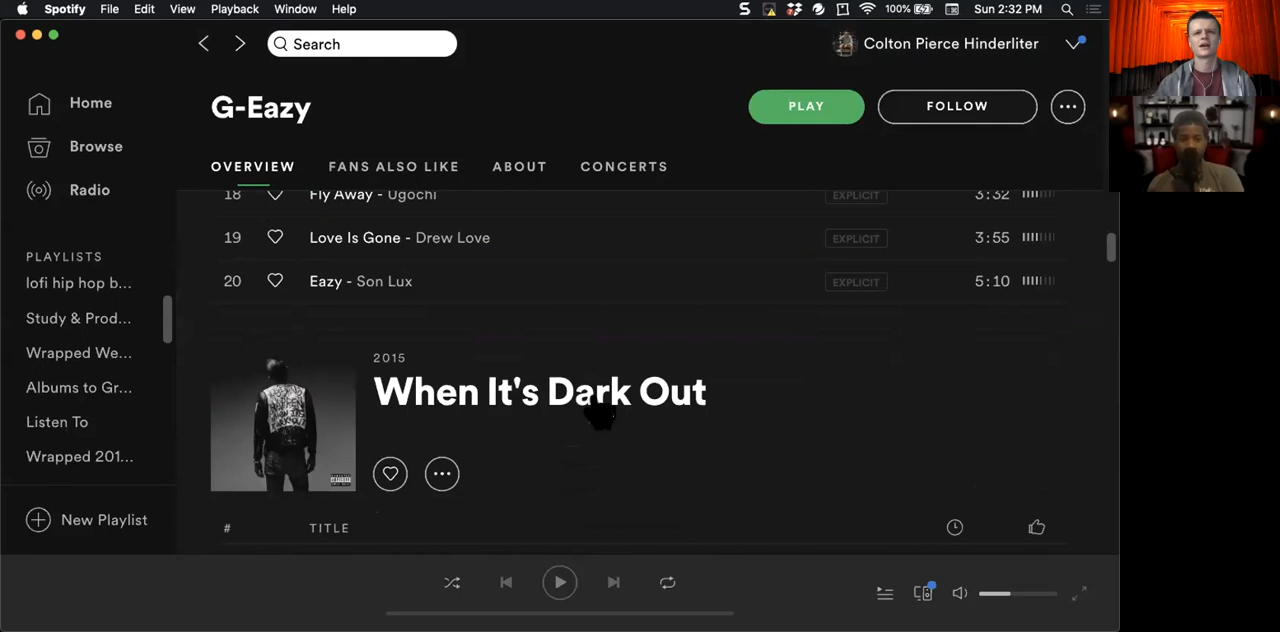 Spotify File Edit View Playback Window Help 100% Sun 2:32 PM
Search Colton Pierce Hinderliter
Home
Browse
Radio
PLAYLISTS
lofi hip hop b...
Study & Prod...
Wrapped We...
Albums to Gr...
Listen To
Wrapped 201...
New Playlist
G-Eazy PLAY FOLLOW
OVERVIEW FANS ALSO LIKE ABOUT CONCERTS
18 Fly Away - Ugochi EXPLICIT 3:32
19 Love Is Gone - Drew Love EXPLICIT 3:55
20 Eazy - Son Lux EXPLICIT 5:10
2015
When It's Dark Out
# TITLE